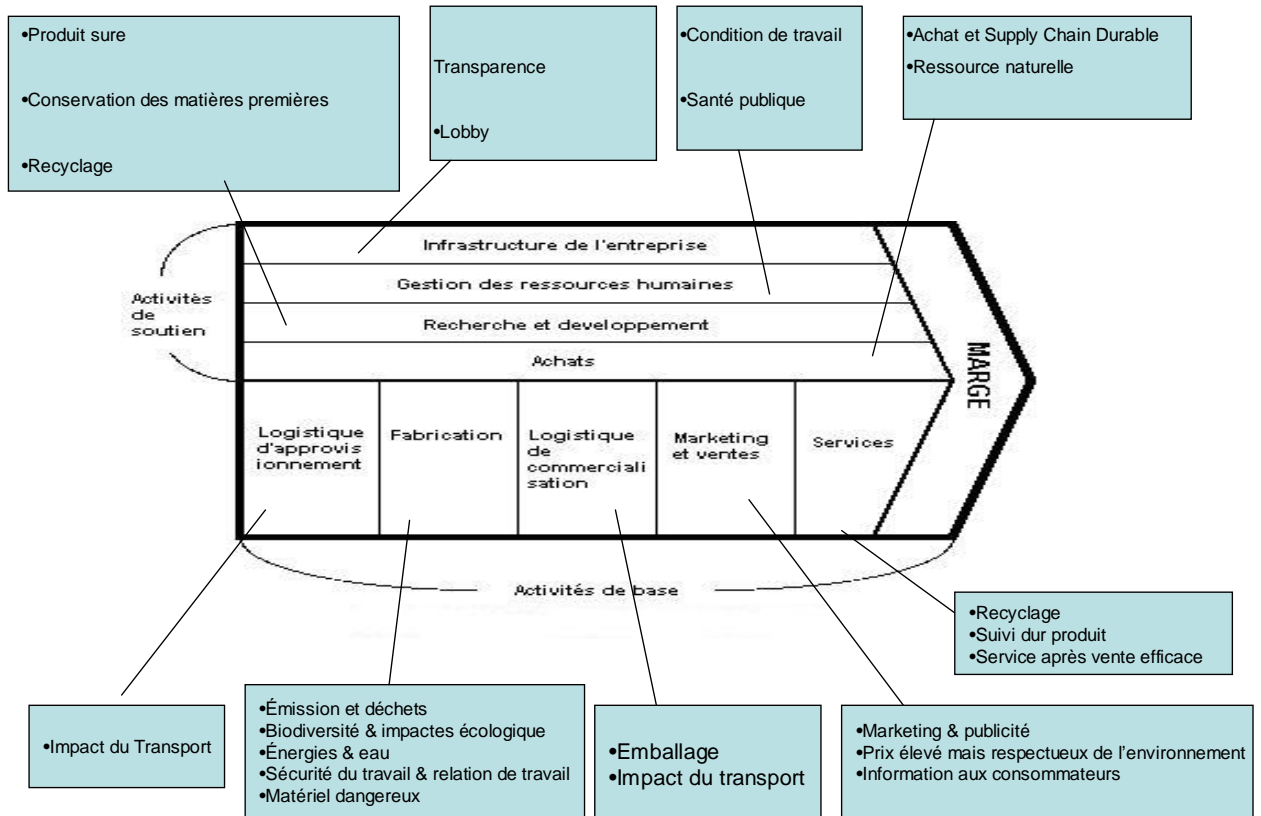 •Produit sure
•Conservation des matières premières
•Recyclage
Transparence
•Lobby
•Condition de travail
•Santé publique
•Achat et Supply Chain Durable
•Ressource naturelle
Activités
de
soutien
Infrastructure de l'entreprise
Gestion des ressources humaines
Recherche et developpement
Achats
MARGE
Logistique
d'approvis
ionnement
Fabrication
Logistique
de
commerciali
sation
Marketing
et ventes
Services
Activités de base
•Recyclage
•Suivi dur produit
•Service après vente efficace
•Impact du Transport
•Émission et déchets
•Biodiversité & impactes écologique
•Énergies & eau
•Sécurité du travail & relation de travail
•Matériel dangereux
•Emballage
•Impact du transport
•Marketing & publicité
•Prix élevé mais respectueux de l’environnement
•Information aux consommateurs